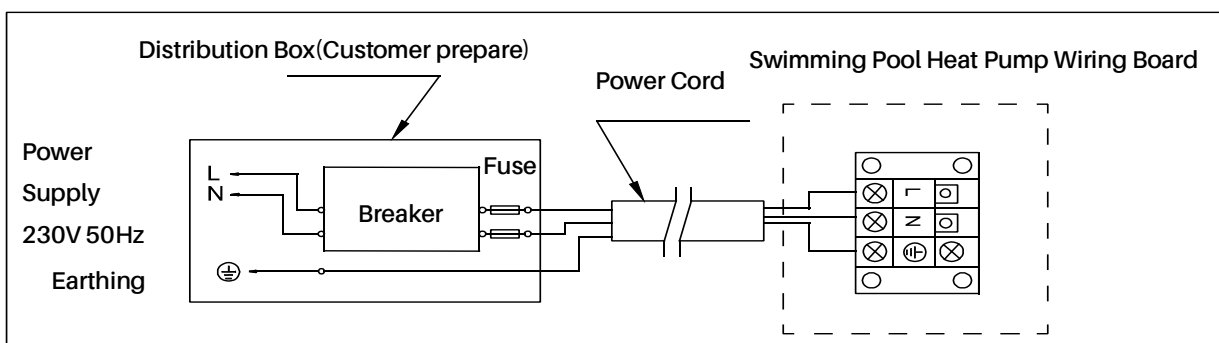 Distribution Box(Customer prepare)
Swimming Pool Heat Pump Wiring Board
Power Cord
Power
Supply
230V 50Hz
Earthing
L
N
Breaker
Fuse
L
N